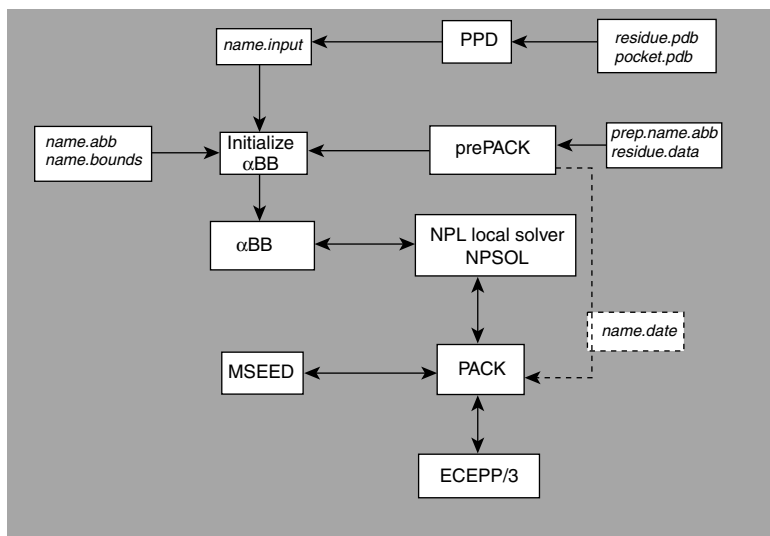 name.input
PPD
residue.pdb
pocket.pdb
name.abb
name.bounds
Initialize
αBB
prePACK
prep.name.abb
residue.data
αBB
NPL local solver
NPSOL
name.date
MSEED
PACK
ECEPP/3